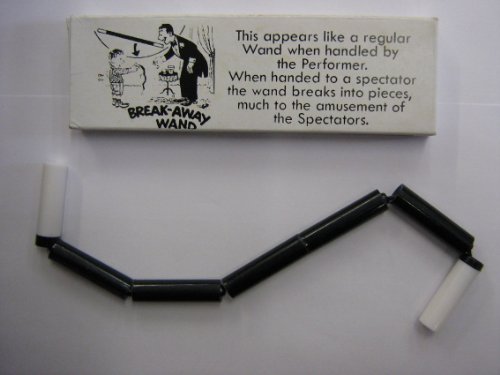 This appears like a regular
Wand when handled by
the Performer.
When handed to a spectator
the wand breaks into pieces,
much to the amusement of
the Spectators.
BREAK-AWAY
WAND